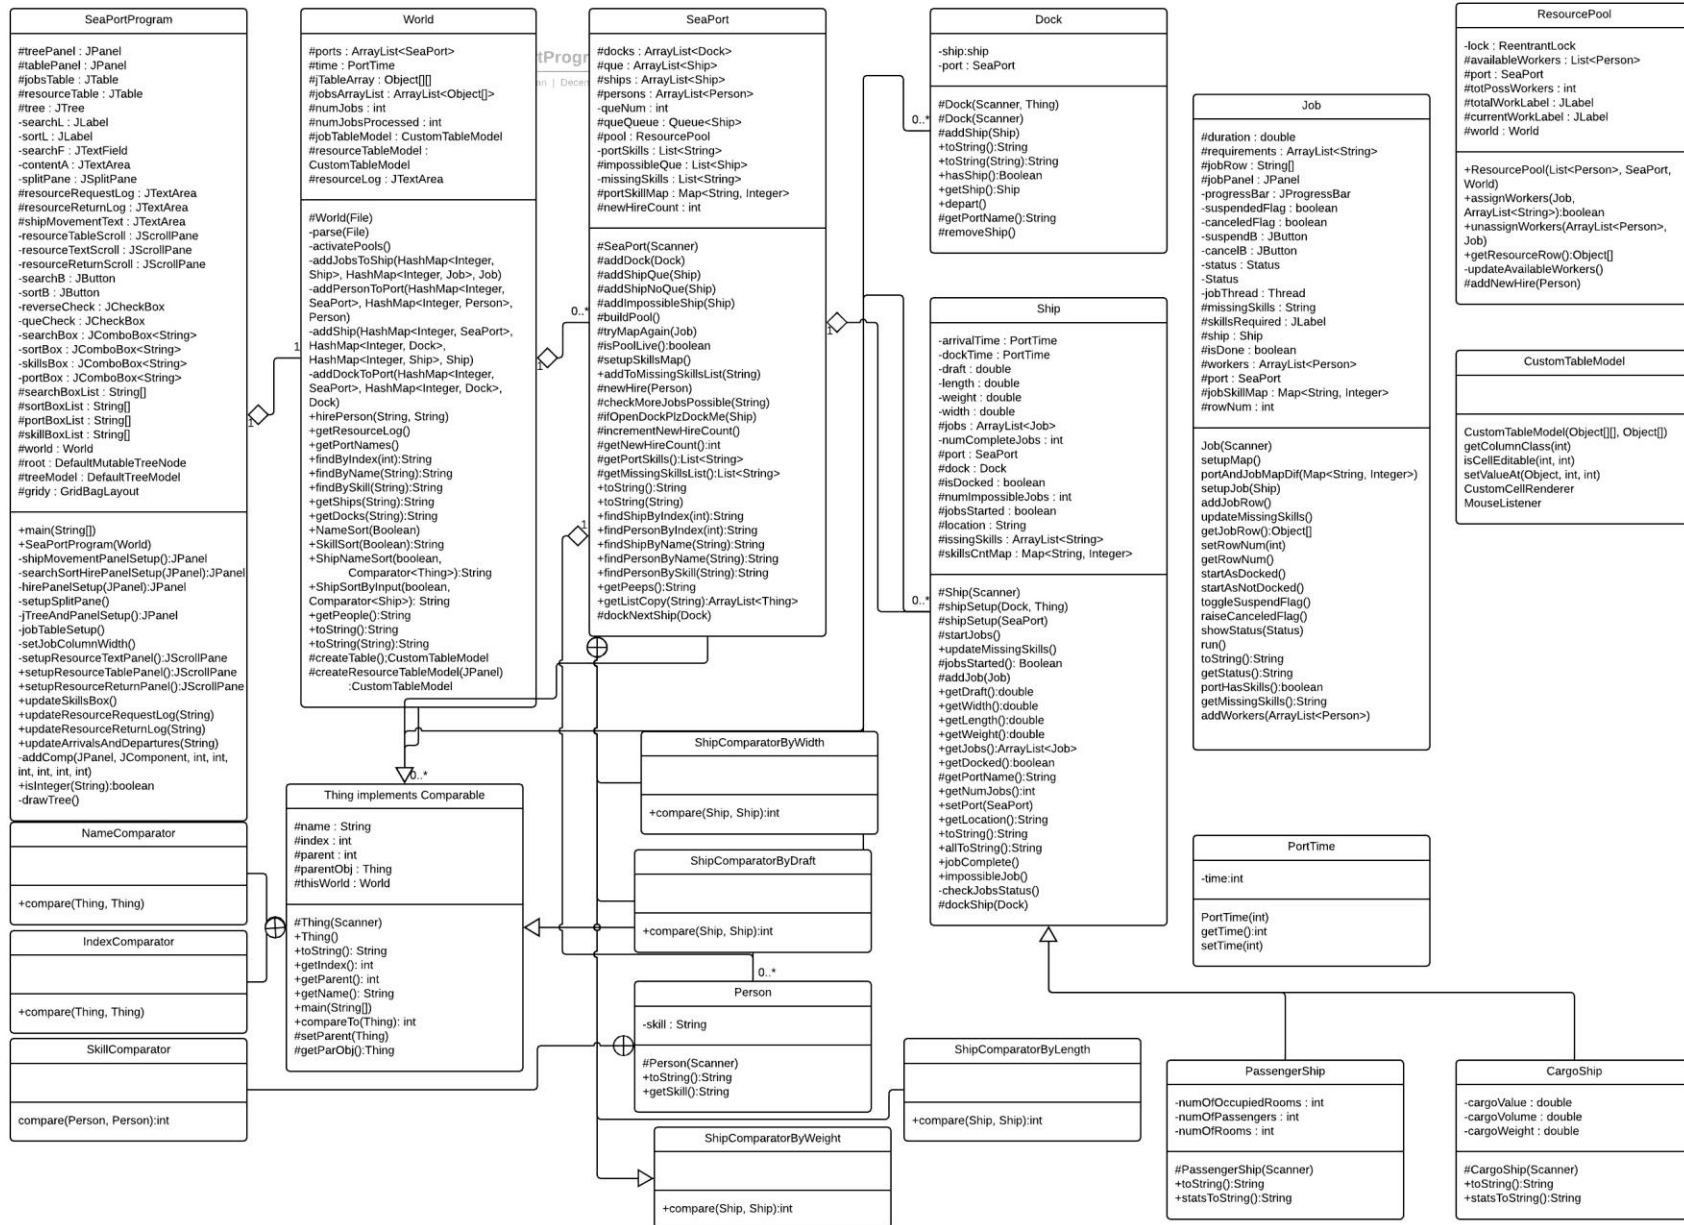 SeaPortProgram
#treePanel : JPanel
#tablePanel : JPanel
#jobsTable : JTable
#resourceTable : JTable
#tree : JTree
-searchL : JLabel
-sortL : JLabel
-searchF : JTextField
-contentA : JTextArea
-splitPane : JSplitPane
#resourceRequestLog : JTextArea
#resourceReturnLog : JTextArea
#shipMovementText : JTextArea
-resourceTableScroll : JScrollPane
-resourceTextScroll : JScrollPane
-resourceReturnScroll : JScrollPane
-searchB : JButton
-sortB : JButton
-reverseCheck : JCheckBox
-queCheck : JCheckBox
-searchBox : JComboBox<String>
-sortBox : JComboBox<String>
-skillsBox : JComboBox<String>
-portBox : JComboBox<String>
#searchBoxList : String[]
#sortBoxList : String[]
#portBoxList : String[]
#skillBoxList : String[]
#world : World
#root : DefaultMutableTreeNode
#treeModel : DefaultTreeModel
#gridy : GridBagLayout
+main(String[])
+SeaPortProgram(World)
-shipMovementPanelSetup():JPanel
-searchSortHirePanelSetup(JPanel):JPanel
-hirePanelSetup(JPanel):JPanel
-setupSplitPane()
-jTreeAndPanelSetup():JPanel
-jobTableSetup()
-setJobColumnWidth()
-setupResourceTextPanel():JScrollPane
+setupResourceTablePanel():JScrollPane
+setupResourceReturnPanel():JScrollPane
+updateSkillsBox()
+updateResourceRequestLog(String)
+updateResourceReturnLog(String)
+updateArrivalsAndDepartures(String)
-addComp(JPanel, JComponent, int, int,
int, int, int, int)
+isInteger(String):boolean
-drawTree()
NameComparator
+compare(Thing, Thing)
IndexComparator
+compare(Thing, Thing)
SkillComparator
compare(Person, Person):int
World
#ports : ArrayList<SeaPort>
#time : PortTime
#jTableArray : Object[][]
#jobsArrayList : ArrayList<Object[]>
#numJobs : int
#numJobsProcessed : int
#jobTableModel : CustomTableModel
#resourceTableModel :
CustomTableModel
#resourceLog : JTextArea
#World(File)
-parse(File)
-activatePools()
-addJobsToShip(HashMap<Integer,
Ship>, HashMap<Integer, Job>, Job)
-addPersonToPort(HashMap<Integer,
SeaPort>, HashMap<Integer, Person>,
Person)
-addShip(HashMap<Integer, SeaPort>,
HashMap<Integer, Dock>,
HashMap<Integer, Ship>, Ship)
-addDockToPort(HashMap<Integer,
SeaPort>, HashMap<Integer, Dock>,
Dock)
+hirePerson(String, String)
+getResourceLog()
+getPortNames()
+findByIndex(int):String
+findByName(String):String
+findBySkill(String):String
+getShips(String):String
+getDocks(String):String
+NameSort(Boolean)
+SkillSort(Boolean):String
+ShipNameSort(boolean,
Comparator<Thing>):String
+ShipSortByInput(boolean,
Comparator<Ship>): String
+getPeople():String
+toString():String
+toString(String):String
#createTable();CustomTableModel
#createResourceTableModel(JPanel)
:CustomTableModel
1
1
0..*
1
tProgr
nn | Decen
SeaPort
#docks : ArrayList<Dock>
#que : ArrayList<Ship>
#ships : ArrayList<Ship>
#persons : ArrayList<Person>
-queNum : int
#queQueue : Queue<Ship>
#pool : ResourcePool
-portSkills : List<String>
#impossibleQue : List<Ship>
-missingSkills : List<String>
#portSkillMap : Map<String, Integer>
#newHireCount : int
#SeaPort(Scanner)
#addDock(Dock)
#addShipQue(Ship)
#addShipNoQue(Ship)
#addImpossibleShip(Ship)
#buildPool()
#tryMapAgain(Job)
#isPoolLive():boolean
#setupSkillsMap()
+addToMissingSkillsList(String)
#newHire(Person)
#checkMoreJobsPossible(String)
#ifOpenDockPlzDockMe(Ship)
#incrementNewHireCount()
#getNewHireCount():int
#getPortSkills():List<String>
#getMissingSkillsList():List<String>
+toString():String
+toString(String)
+findShipByIndex(int):String
+findPersonByIndex(int):String
+findShipByName(String):String
+findPersonByName(String):String
+findPersonBySkill(String):String
+getPeeps():String
+getListCopy(String):ArrayList<Thing>
#dockNextShip(Dock)
1
1
0..*
Thing implements Comparable
#name : String
#index : int
#parent : int
#parentObj : Thing
#thisWorld : World
#Thing(Scanner)
+Thing()
+toString(): String
+getIndex(): int
+getParent(): int
+getName(): String
+main(String[])
+compareTo(Thing): int
#setParent(Thing)
#getParObj():Thing
ShipComparatorByWidth
+compare(Ship, Ship):int
ShipComparatorByDraft
+compare(Ship, Ship):int
0..*
Person
-skill : String
#Person(Scanner)
+toString():String
+getSkill():String
ShipComparatorByWeight
+compare(Ship, Ship):int
ShipComparatorByLength
+compare(Ship, Ship):int
Dock
-ship:ship
-port : SeaPort
#Dock(Scanner, Thing)
#Dock(Scanner)
#addShip(Ship)
+toString():String
+toString(String):String
+hasShip():Boolean
+getShip:Ship
+depart()
#getPortName():String
#removeShip()
0..*
Ship
-arrivalTime : PortTime
-dockTime : PortTime
-draft : double
-length : double
-weight : double
-width : double
#jobs : ArrayList<Job>
-numCompleteJobs : int
#port : SeaPort
#dock : Dock
#isDocked : boolean
#numImpossibleJobs : int
#jobsStarted : boolean
#location : String
#issingSkills : ArrayList<String>
#skillsCntMap : Map<String, Integer>
#Ship(Scanner)
#shipSetup(Dock, Thing)
#shipSetup(SeaPort)
#startJobs()
+updateMissingSkills()
#jobsStarted(): Boolean
#addJob(Job)
+getDraft():double
+getWidth():double
+getLength():double
+getWeight():double
+getJobs():ArrayList<Job>
+getDocked():boolean
#getPortName():String
+getNumJobs():int
+setPort(SeaPort)
+getLocation():String
+toString():String
+allToString():String
+jobComplete()
+impossibleJob()
-checkJobsStatus()
#dockShip(Dock)
0..*
Job
#duration : double
#requirements : ArrayList<String>
#jobRow : String[]
#jobPanel : JPanel
-progressBar : JProgressBar
-suspendedFlag : boolean
-canceledFlag : boolean
-suspendB : JButton
-cancelB : JButton
-status : Status
-Status
-jobThread : Thread
#missingSkills : String
#skillsRequired : JLabel
#ship : Ship
#isDone : boolean
#workers : ArrayList<Person>
#port : SeaPort
#jobSkillMap : Map<String, Integer>
#rowNum : int
Job(Scanner)
setupMap()
portAndJobMapDif(Map<String, Integer>)
setupJob(Ship)
addJobRow()
updateMissingSkills()
getJobRow():Object[]
setRowNum(int)
getRowNum()
startAsDocked()
startAsNotDocked()
toggleSuspendFlag()
raiseCanceledFlag()
showStatus(Status)
run()
toString():String
getStatus():String
portHasSkills():boolean
getMissingSkills():String
addWorkers(ArrayList<Person>)
PortTime
-time:int
PortTime(int)
getTime():int
setTime(int)
PassengerShip
-numOfOccupiedRooms : int
-numOfPassengers : int
-numOfRooms : int
#PassengerShip(Scanner)
+toString():String
+statsToString():String
ResourcePool
-lock : ReentrantLock
#availableWorkers : List<Person>
#port : SeaPort
#totPossWorkers : int
#totalWorkLabel : JLabel
#currentWorkLabel : JLabel
#world : World
+ResourcePool(List<Person>, SeaPort,
World)
+assignWorkers(Job,
ArrayList<String>):boolean
+unassignWorkers(ArrayList<Person>,
Job)
+getResourceRow():Object[]
-updateAvailableWorkers()
#addNewHire(Person)
CustomTableModel
CustomTableModel(Object[][], Object[])
getColumnClass(int)
isCellEditable(int, int)
setValueAt(Object, int, int)
CustomCellRenderer
MouseListener
CargoShip
-cargoValue : double
-cargoVolume : double
-cargoWeight : double
#CargoShip(Scanner)
+toString():String
+statsToString():String